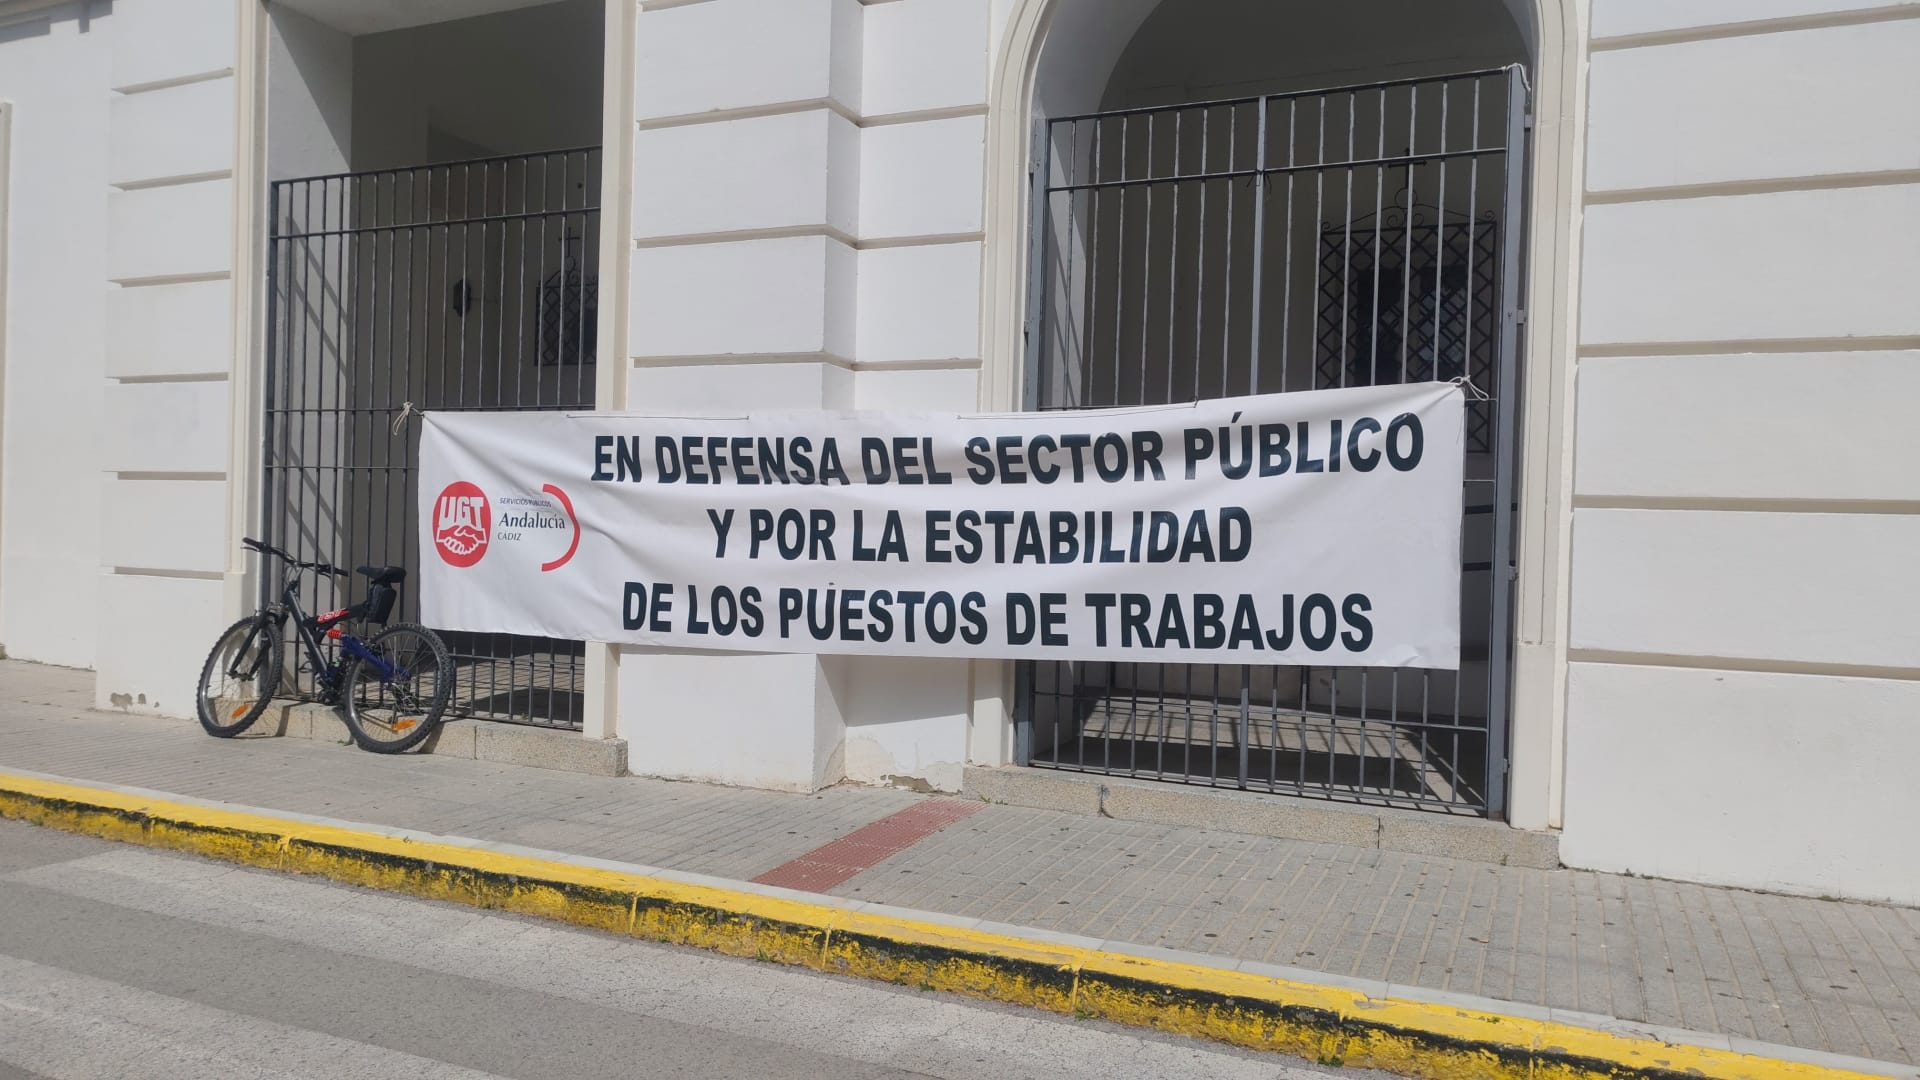 EN DEFENSA DEL SECTOR PÚBLICO
Y POR LA ESTABILIDAD
DE LOS PUESTOS DE TRABAJOS
UGT
SERVICIOS PÚBLICOS
Andalucía
CÁDIZ